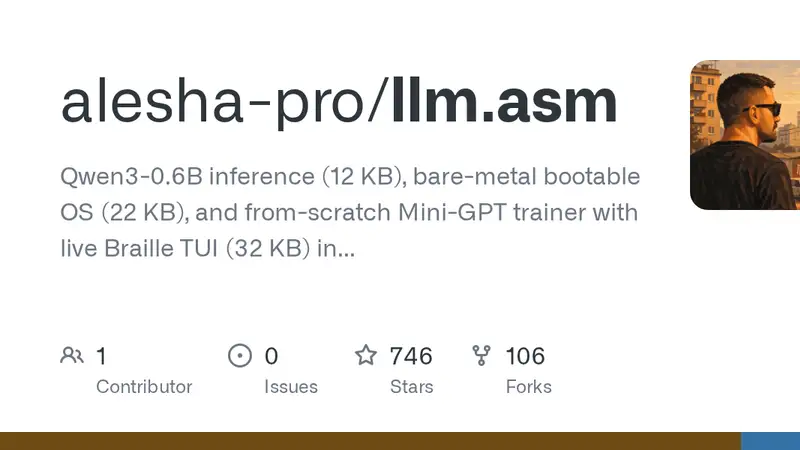 alesha-pro/llm.asm
Qwen3-0.6B inference (12 KB), bare-metal bootable
OS (22 KB), and from-scratch Mini-GPT trainer with
live Braille TUI (32 KB) in...
1
Contributor
0
Issues
746
Stars
106
Forks